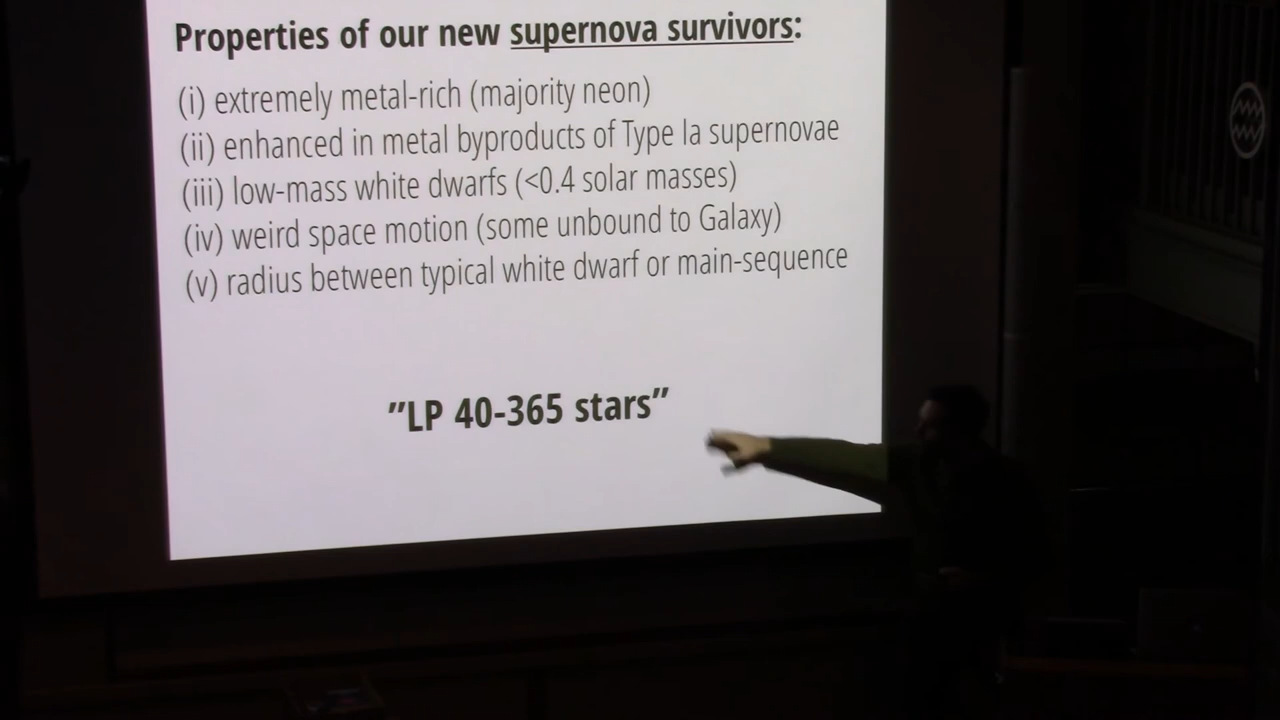 Properties of our new supernova survivors:
(i) extremely metal-rich (majority neon)
(ii) enhanced in metal byproducts of Type Ia supernovae
(iii) low-mass white dwarfs (<0.4 solar masses)
(iv) weird space motion (some unbound to Galaxy)
(v) radius between typical white dwarf or main-sequence
”LP 40-365 stars”